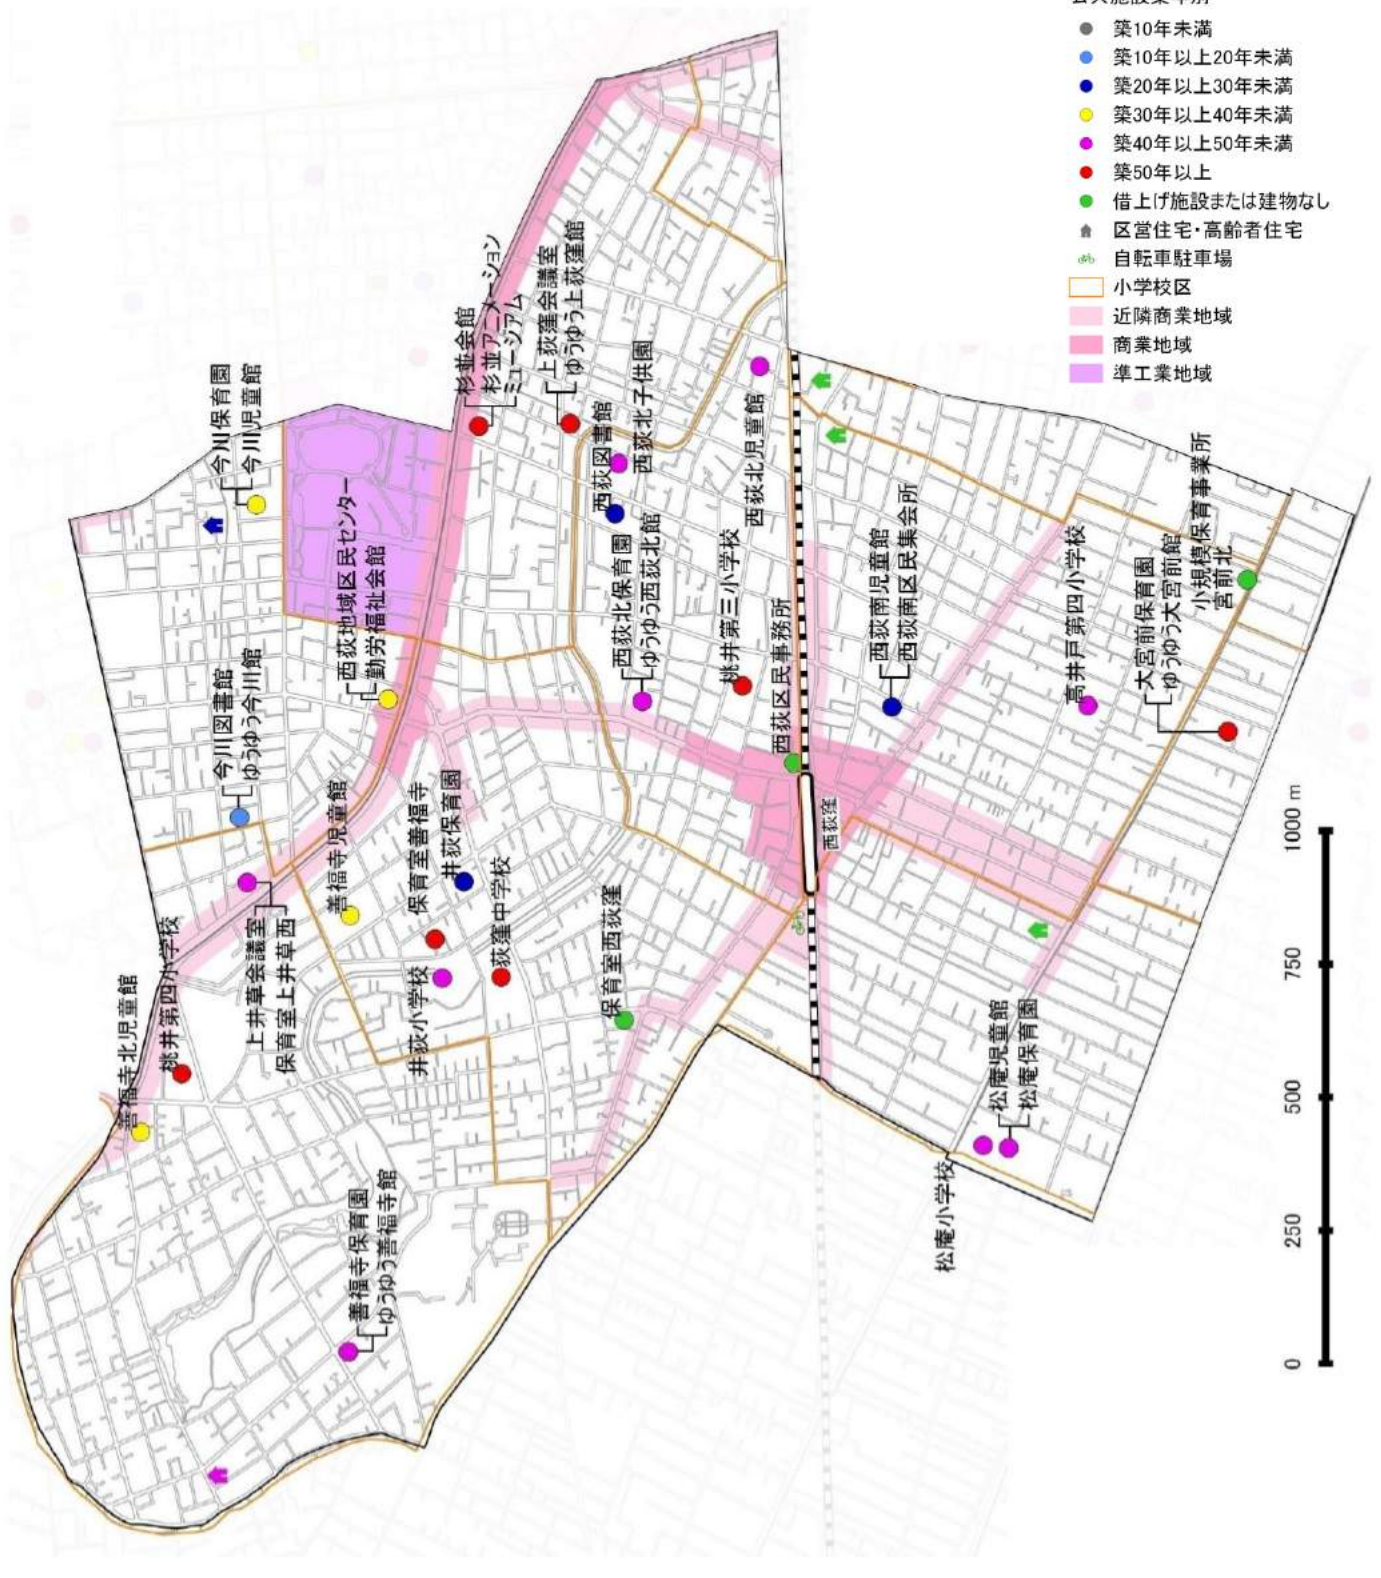 築10年未満
築10年以上20年未満
築20年以上30年未満
築30年以上40年未満
築40年以上50年未満
築50年以上
借上げ施設または建物なし
区営住宅・高齢者住宅
自転車駐車場
小学校区
近隣商業地域
商業地域
準工業地域
今川保育園
今川児童館
杉並会館
杉並アニメーション
ミュージアム
上荻窪会議室
ゆうゆう上荻窪館
西荻図書館
西荻北子供園
西荻北児童館
西荻地域区民センター
勤労福祉会館
今川図書館
ゆうゆう今川館
西荻北保育園
ゆうゆう西荻北館
桃井第三小学校
西荻区民事務所
西荻南児童館
西荻南区民集会所
高井戸第四小学校
大宮前保育園
ゆうゆう大宮前館
小規模保育事業所
宮前北
西荻窪
善福寺児童館
保育室善福寺
井荻保育園
荻窪中学校
井荻小学校
保育室西荻窪
上井草会議室
保育室上井草西
桃井第四小学校
善福寺北児童館
善福寺保育園
ゆうゆう善福寺館
松庵児童館
松庵保育園
松庵小学校
0 250 500 750 1000 m